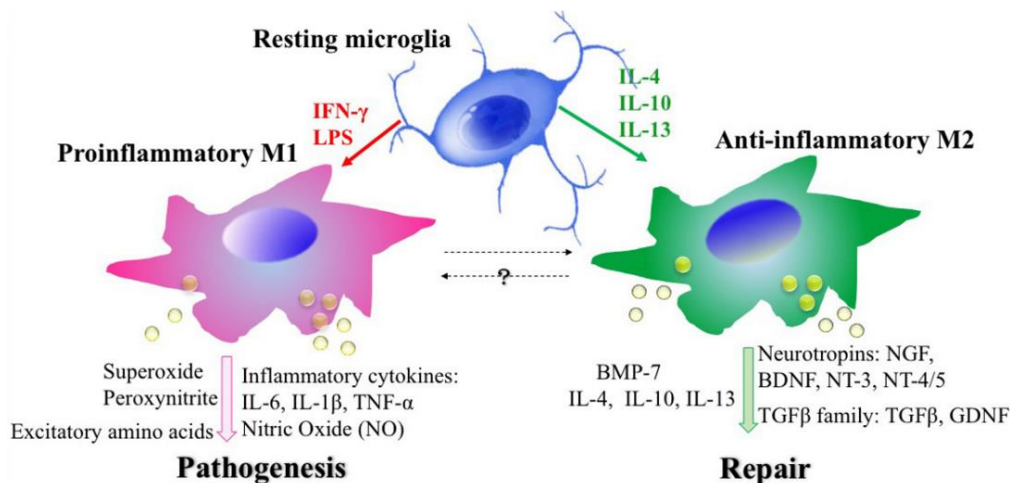 Resting microglia
IFN-γ
LPS
IL-4
IL-10
IL-13
Proinflammatory M1
Anti-inflammatory M2
?
Superoxide
Peroxynitrite
Excitatory amino acids
Inflammatory cytokines:
IL-6, IL-1β, TNF-α
Nitric Oxide (NO)
Pathogenesis
BMP-7
IL-4, IL-10, IL-13
Neurotropins: NGF,
BDNF, NT-3, NT-4/5
TGFβ family: TGFβ, GDNF
Repair